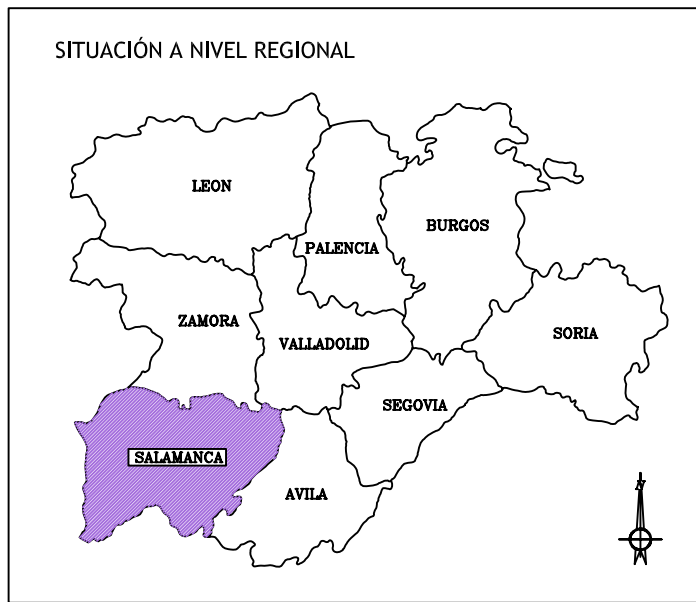 SITUACIÓN A NIVEL REGIONAL
LEON
BURGOS
PALENCIA
ZAMORA
VALLADOLID
SORIA
SEGOVIA
SALAMANCA
AVILA
N